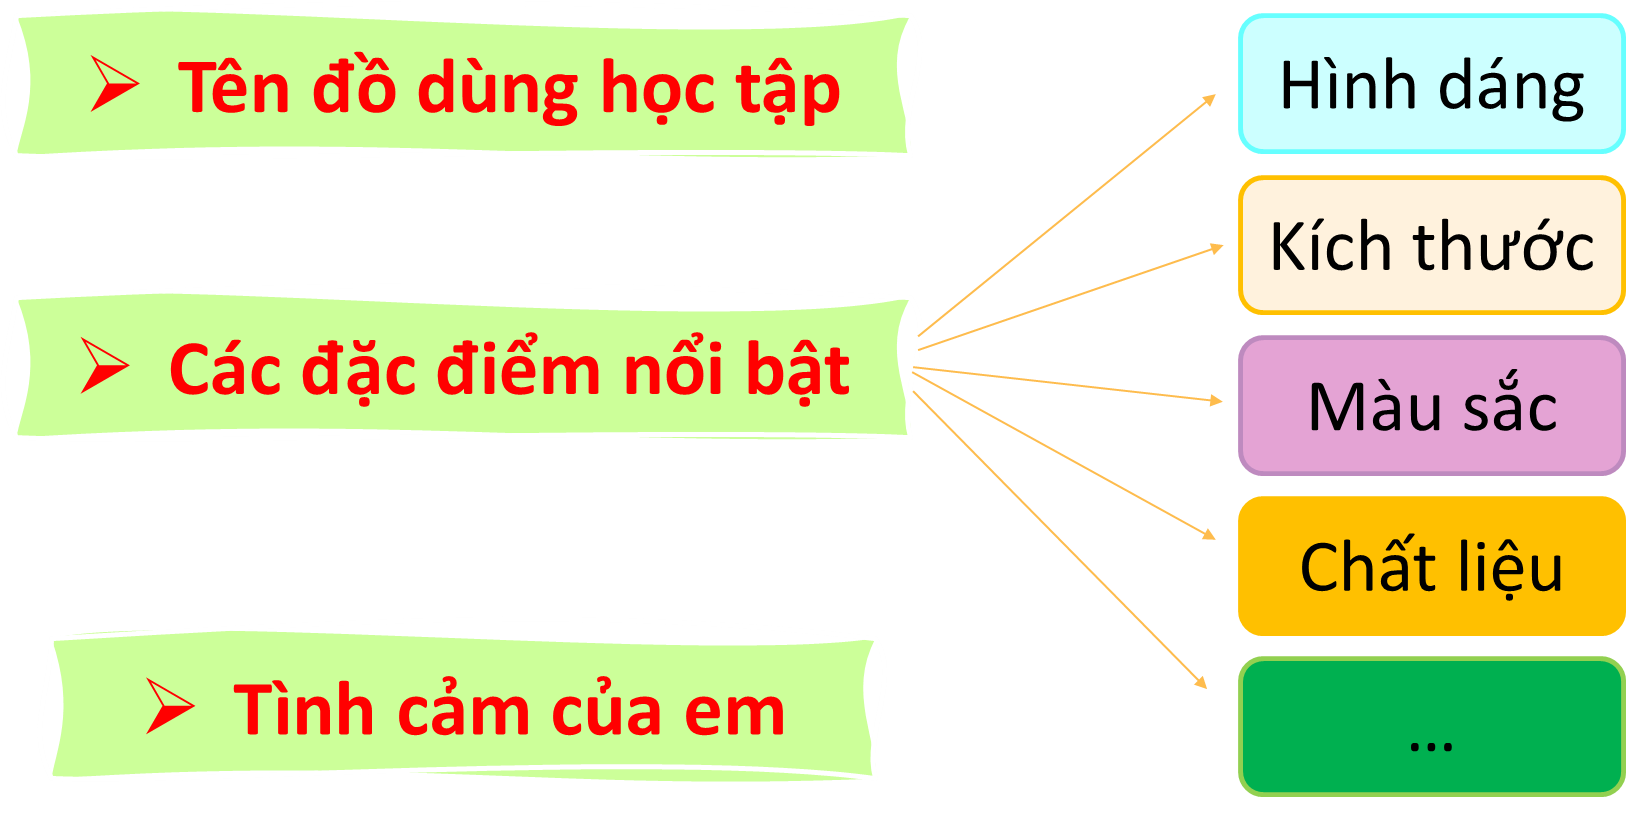 Tên đồ dùng học tập
Các đặc điểm nổi bật
Tình cảm của em
Hình dáng
Kích thước
Màu sắc
Chất liệu
...